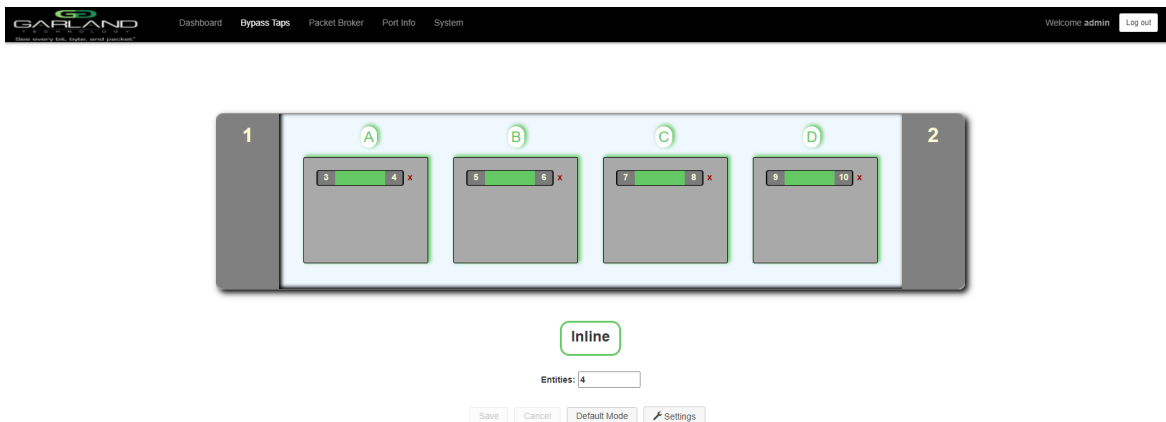 GARLAND
TECHNOLOGY
See every bit, byte, and packet®
Dashboard Bypass Taps Packet Broker Port Info System
Welcome admin Log out
1 A B C D 2
3 4 x 5 6 x 7 8 x 9 10 x
Inline
Entities: 4
Save Cancel Default Mode Settings